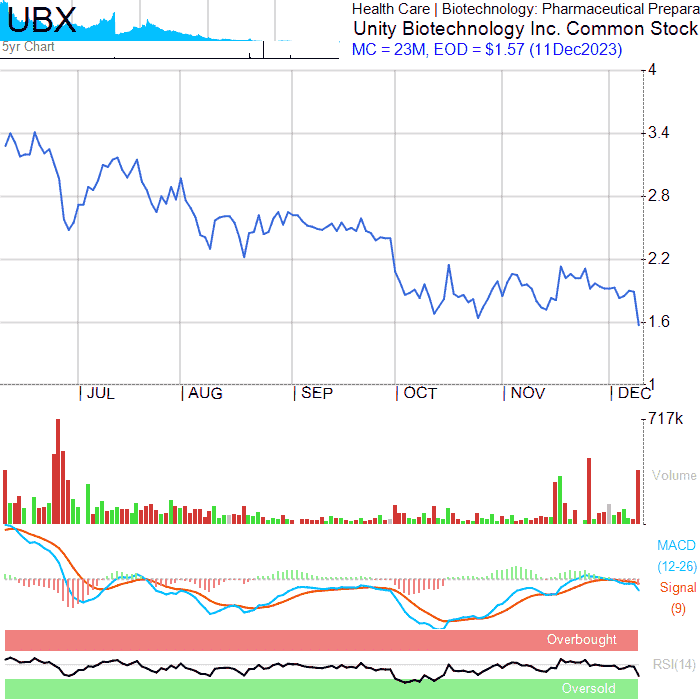 UBX
Health Care | Biotechnology: Pharmaceutical Prepara
Unity Biotechnology Inc. Common Stock
5yr Chart
MC = 23M, EOD = $1.57 (11Dec2023)
4
3.4
2.8
2.2
1.6
1
JUL
AUG
SEP
OCT
NOV
DEC
717k
Volume
MACD
(12-26)
Signal
(9)
Overbought
RSI(14)
Oversold